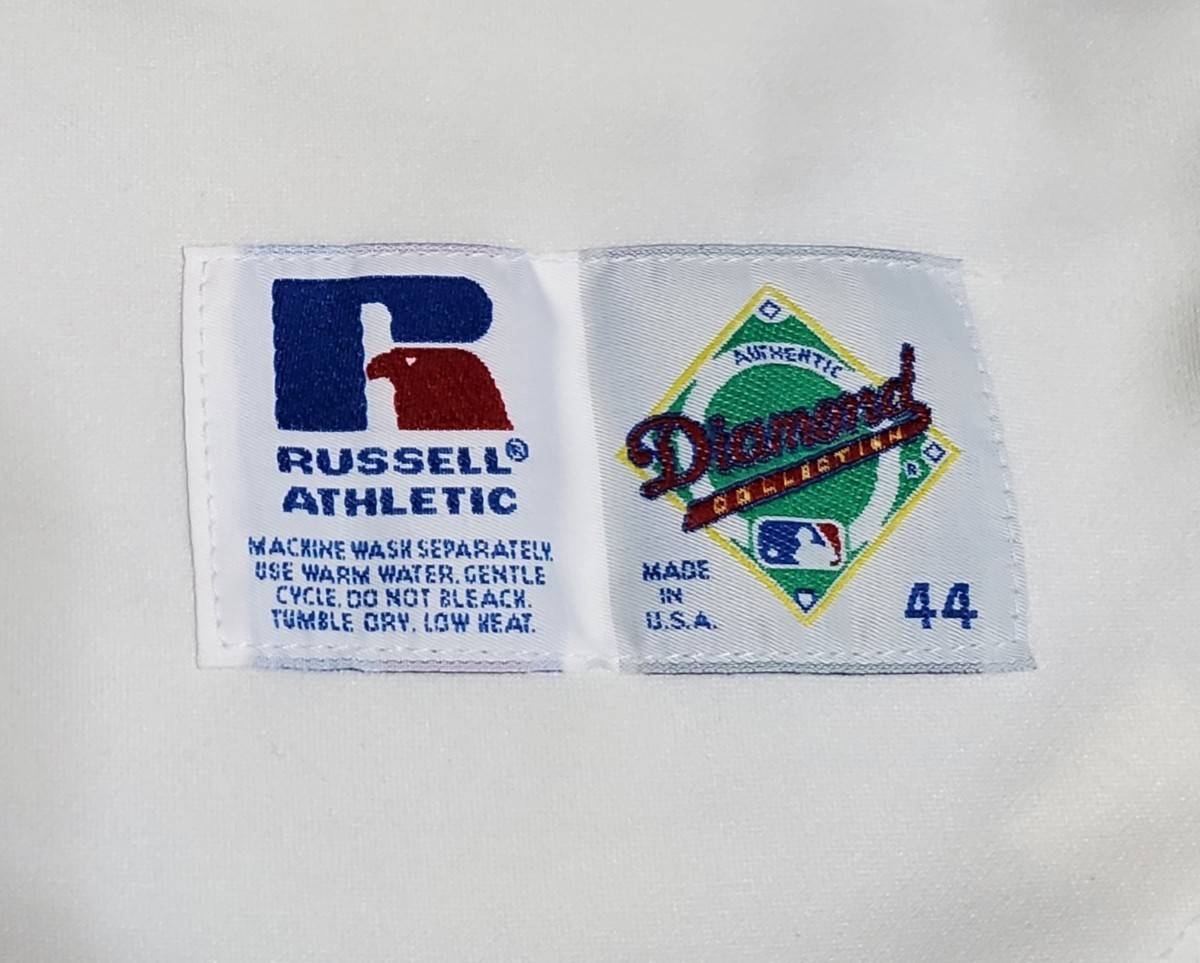 RUSSELL®
ATHLETIC
MACHINE WASH SEPARATELY.
USE WARM WATER. GENTLE
CYCLE. DO NOT BLEACH.
TUMBLE DRY. LOW HEAT.
AUTHENTIC
Diamond
COLLECTION
®
MADE
IN
U.S.A.
44